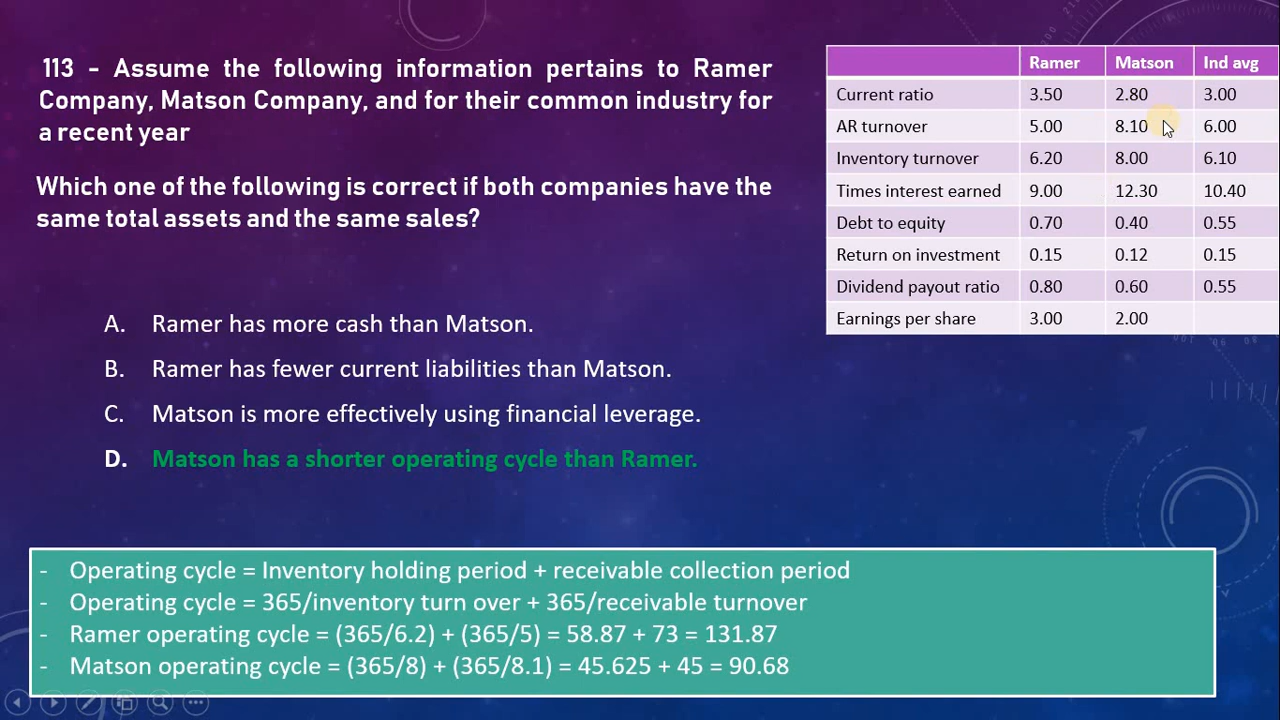 113 - Assume the following information pertains to Ramer
Company, Matson Company, and for their common industry for
a recent year
Which one of the following is correct if both companies have the
same total assets and the same sales?
A. Ramer has more cash than Matson.
B. Ramer has fewer current liabilities than Matson.
C. Matson is more effectively using financial leverage.
D. Matson has a shorter operating cycle than Ramer.
Ramer Matson Ind avg
Current ratio 3.50 2.80 3.00
AR turnover 5.00 8.10 6.00
Inventory turnover 6.20 8.00 6.10
Times interest earned 9.00 12.30 10.40
Debt to equity 0.70 0.40 0.55
Return on investment 0.15 0.12 0.15
Dividend payout ratio 0.80 0.60 0.55
Earnings per share 3.00 2.00
- Operating cycle = Inventory holding period + receivable collection period
- Operating cycle = 365/inventory turn over + 365/receivable turnover
- Ramer operating cycle = (365/6.2) + (365/5) = 58.87 + 73 = 131.87
- Matson operating cycle = (365/8) + (365/8.1) = 45.625 + 45 = 90.68